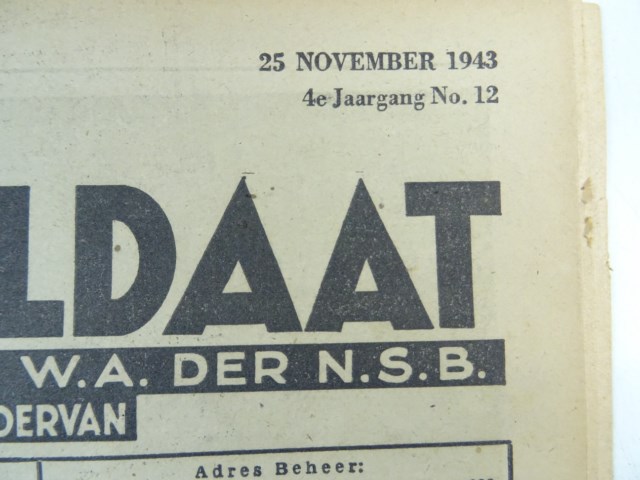 25 NOVEMBER 1943
4e Jaargang No. 12
LDAAT
W.A. DER N.S.B.
DERVAN
Adres Beheer: